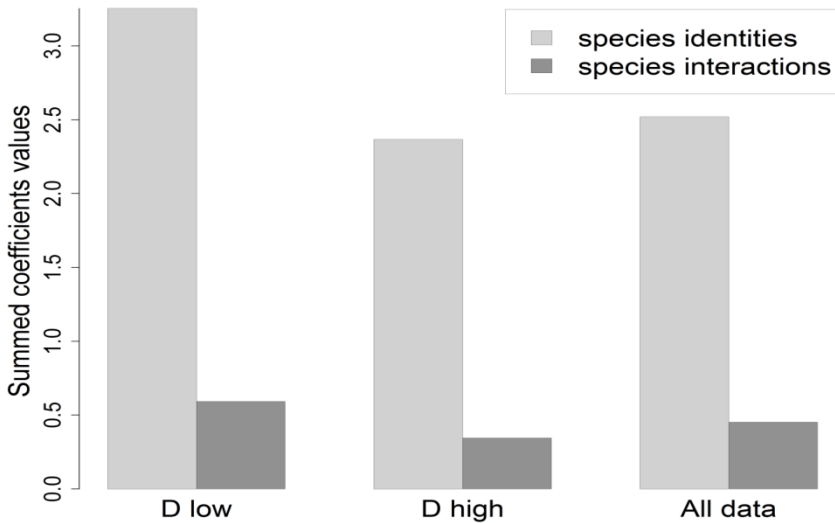 species identities
species interactions
Summed coefficients values
3.0
2.5
2.0
1.5
1.0
0.5
0.0
D low
D high
All data